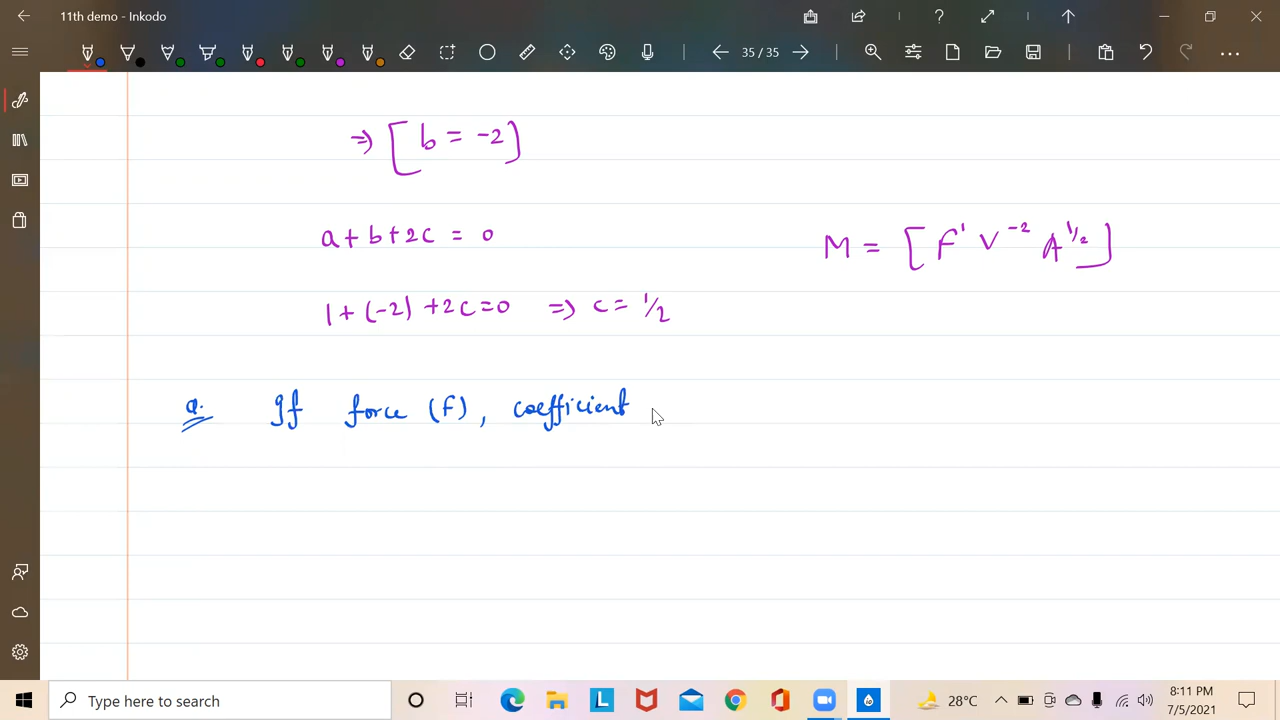 11th demo - Inkodo
35 / 35
⇒ [b = -2]
a + b + 2c = 0
M = [F¹ V⁻² A^1/2]
1 + (-2) + 2c = 0 ⇒ c = 1/2
Q. If force (F), coefficient
Type here to search
28°C
8:11 PM
7/5/2021